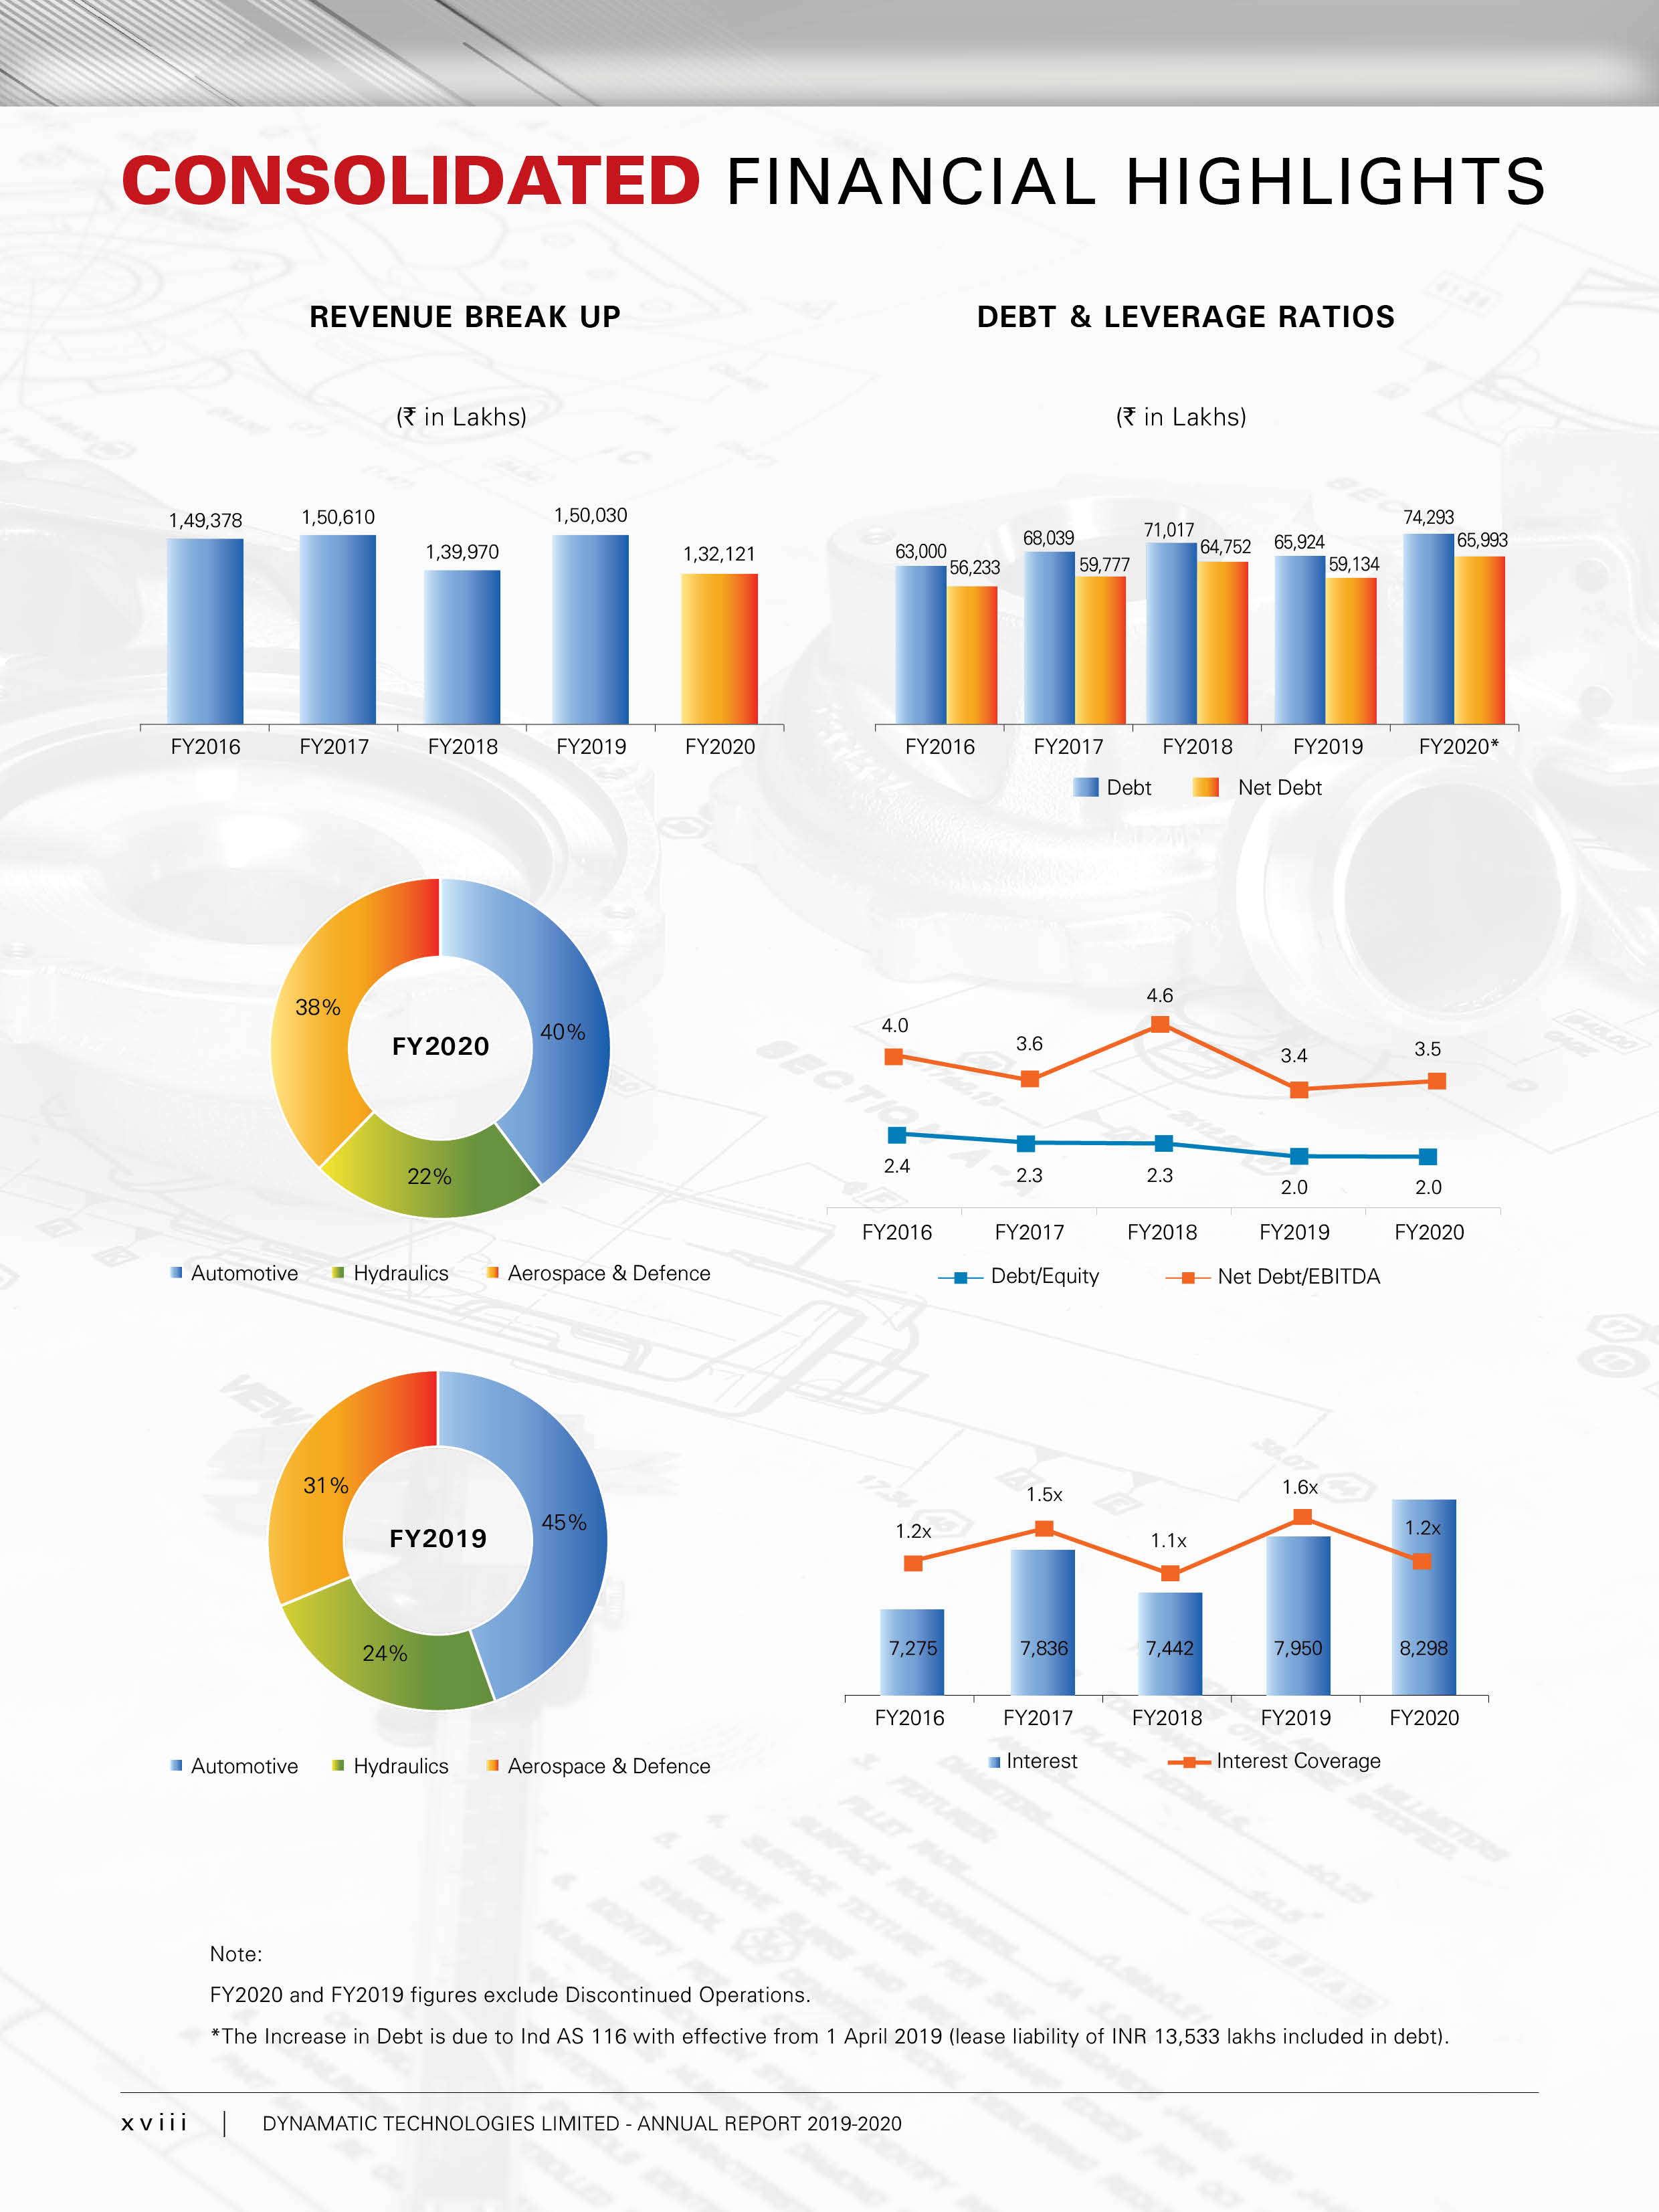 CONSOLIDATED FINANCIAL HIGHLIGHTS
REVENUE BREAK UP
(₹ in Lakhs)
1,49,378
1,50,610
1,39,970
1,50,030
1,32,121
FY2016
FY2017
FY2018
FY2019
FY2020
38%
FY2020
40%
22%
Automotive
Hydraulics
Aerospace & Defence
31%
FY2019
45%
24%
Automotive
Hydraulics
Aerospace & Defence
DEBT & LEVERAGE RATIOS
(₹ in Lakhs)
63,000
56,233
68,039
59,777
71,017
64,752
65,924
59,134
74,293
65,993
FY2016
FY2017
FY2018
FY2019
FY2020*
Debt
Net Debt
4.0
3.6
4.6
3.4
3.5
2.4
2.3
2.3
2.0
2.0
FY2016
FY2017
FY2018
FY2019
FY2020
Debt/Equity
Net Debt/EBITDA
1.2x
1.5x
1.1x
1.6x
1.2x
7,275
7,836
7,442
7,950
8,298
FY2016
FY2017
FY2018
FY2019
FY2020
Interest
Interest Coverage
Note:
FY2020 and FY2019 figures exclude Discontinued Operations.
*The Increase in Debt is due to Ind AS 116 with effective from 1 April 2019 (lease liability of INR 13,533 lakhs included in debt).
xviii | DYNAMATIC TECHNOLOGIES LIMITED - ANNUAL REPORT 2019-2020